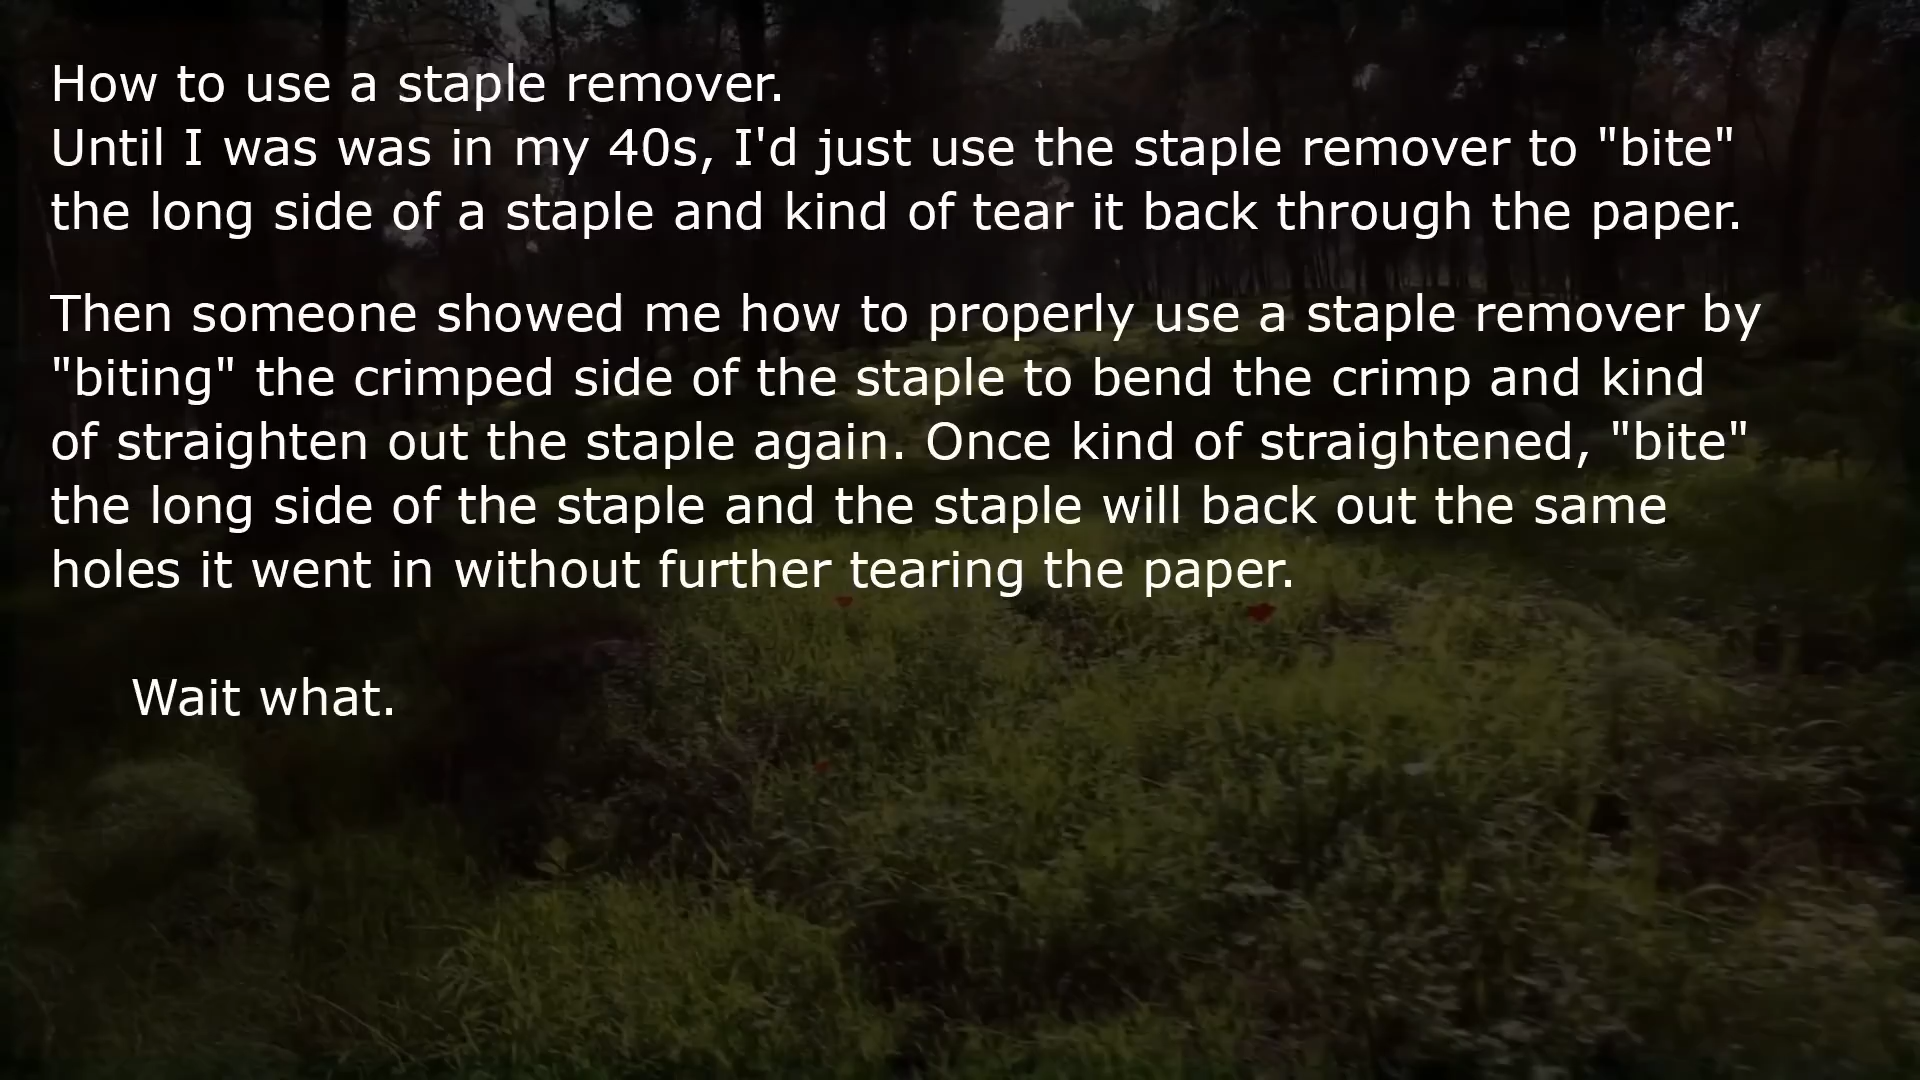 How to use a staple remover.
Until I was was in my 40s, I'd just use the staple remover to "bite"
the long side of a staple and kind of tear it back through the paper.
Then someone showed me how to properly use a staple remover by
"biting" the crimped side of the staple to bend the crimp and kind
of straighten out the staple again. Once kind of straightened, "bite"
the long side of the staple and the staple will back out the same
holes it went in without further tearing the paper.
Wait what.